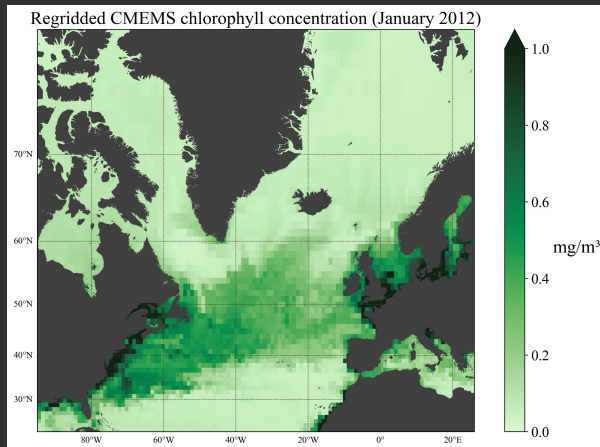 Regridded CMEMS chlorophyll concentration (January 2012)
70°N
60°N
50°N
40°N
30°N
80°W
60°W
40°W
20°W
0°
20°E
1.0
0.8
0.6
0.4
0.2
0.0
mg/m³